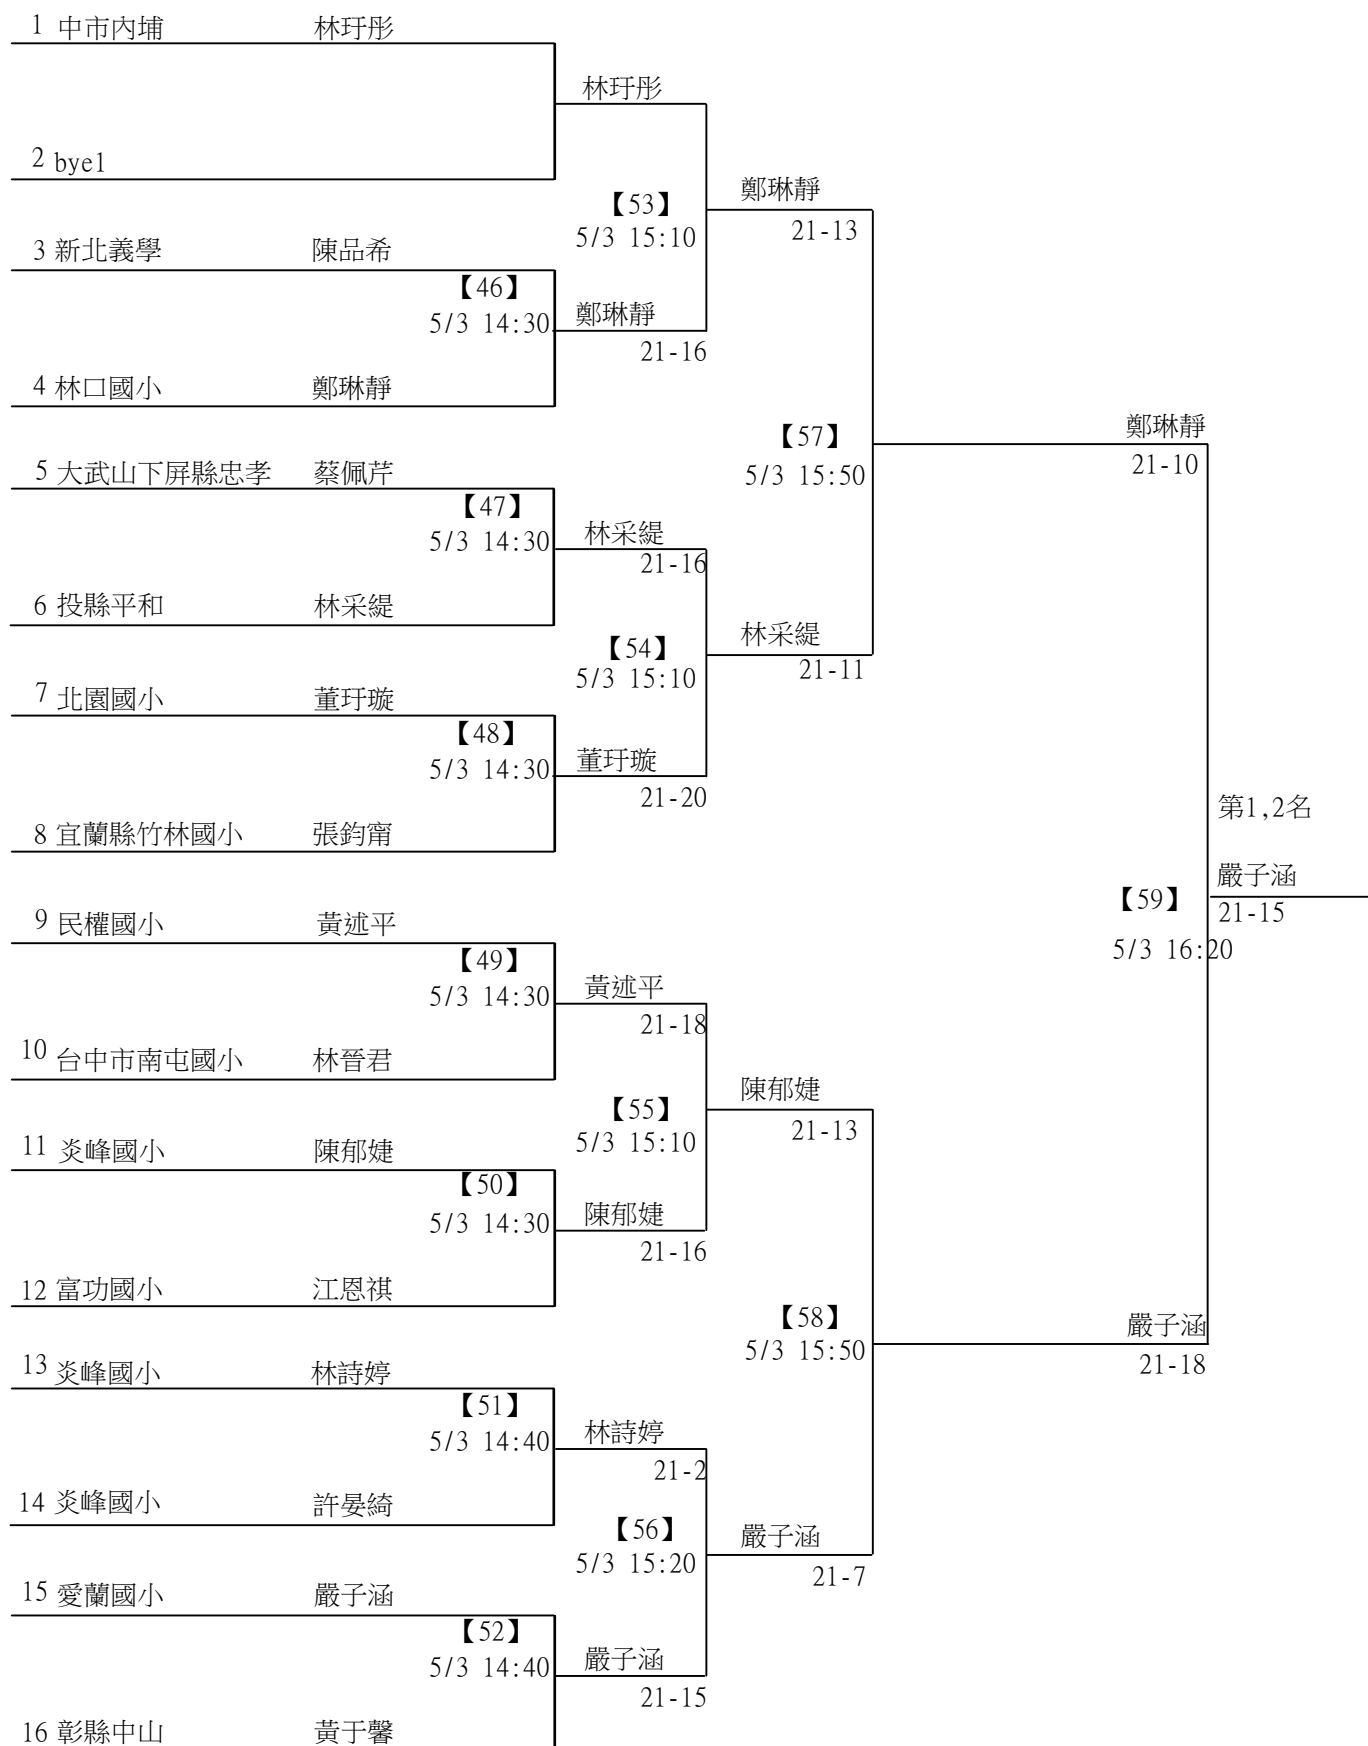 1 中市內埔 林玗彤
林玗彤
2 bye1
【53】
5/3 15:10
鄭琳靜
21-13
3 新北義學 陳品希
【46】
5/3 14:30
鄭琳靜
21-16
4 林口國小 鄭琳靜
【57】
5/3 15:50
鄭琳靜
21-10
5 大武山下屏縣忠孝 蔡佩芹
【47】
5/3 14:30
林采緹
21-16
6 投縣平和 林采緹
【54】
5/3 15:10
林采緹
21-11
7 北園國小 董玗璇
【48】
5/3 14:30
董玗璇
21-20
8 宜蘭縣竹林國小 張鈞甯
第1,2名
【59】
5/3 16:20
嚴子涵
21-15
9 民權國小 黃述平
【49】
5/3 14:30
黃述平
21-18
10 台中市南屯國小 林晉君
【55】
5/3 15:10
陳郁婕
21-13
11 炎峰國小 陳郁婕
【50】
5/3 14:30
陳郁婕
21-16
12 富功國小 江恩祺
【58】
5/3 15:50
嚴子涵
21-18
13 炎峰國小 林詩婷
【51】
5/3 14:40
林詩婷
21-2
14 炎峰國小 許晏綺
【56】
5/3 15:20
嚴子涵
21-7
15 愛蘭國小 嚴子涵
【52】
5/3 14:40
嚴子涵
21-15
16 彰縣中山 黃于馨